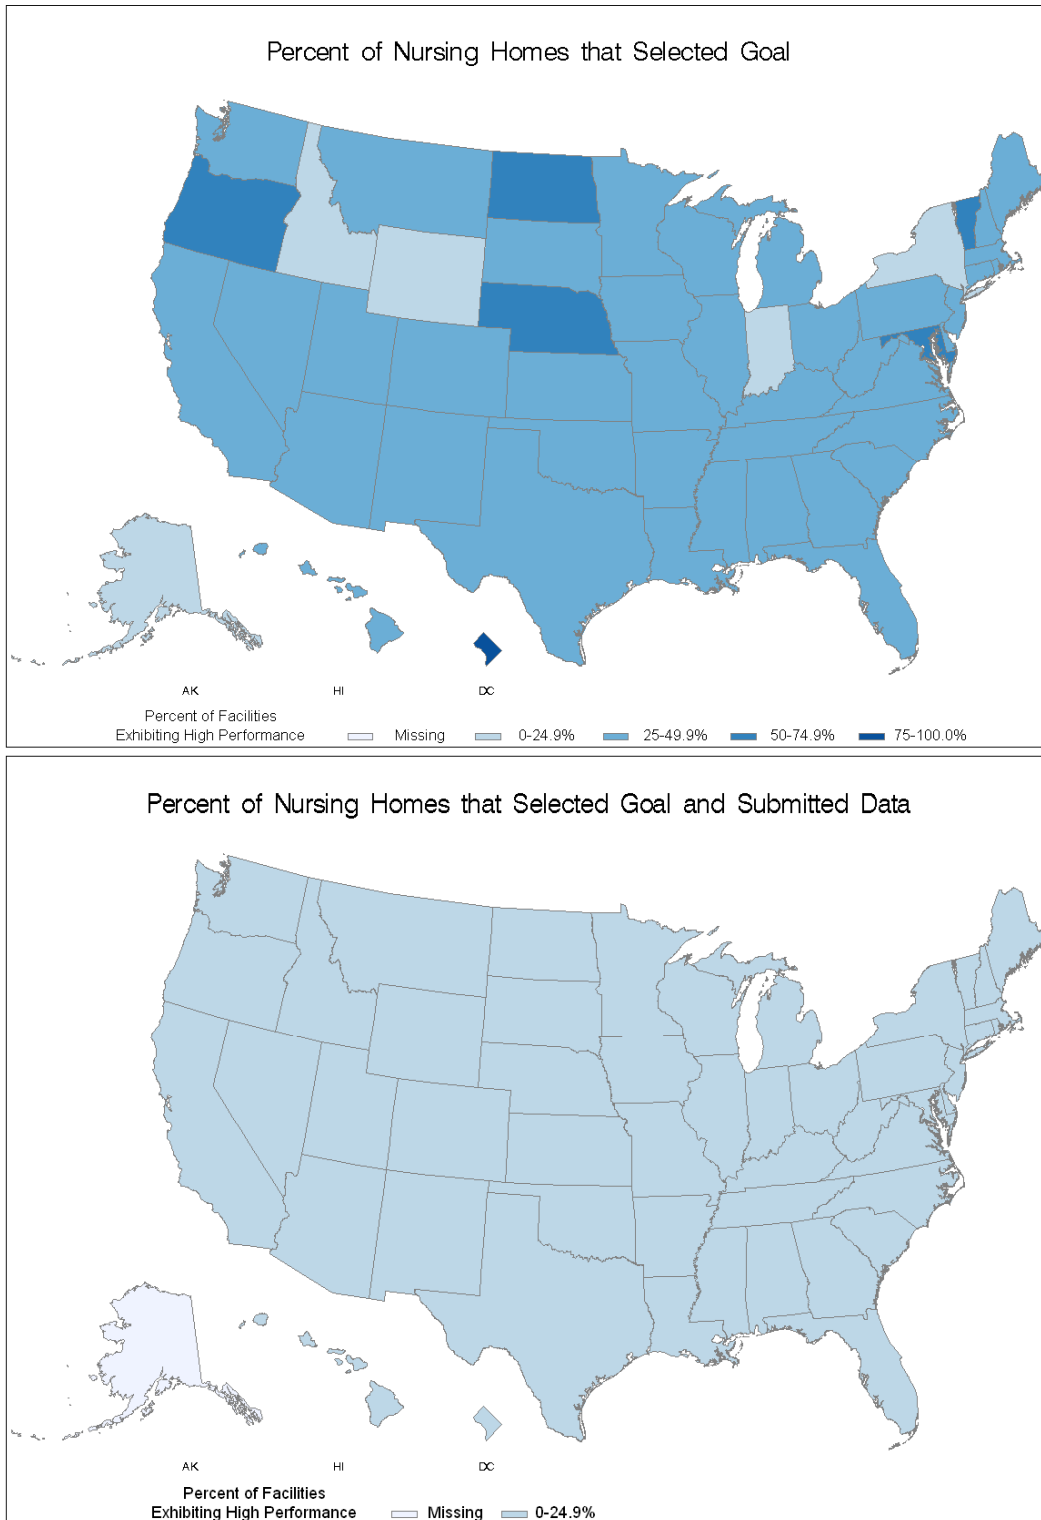 Percent of Nursing Homes that Selected Goal
AK HI DC
Percent of Facilities
Exhibiting High Performance Missing 0-24.9% 25-49.9% 50-74.9% 75-100.0%
Percent of Nursing Homes that Selected Goal and Submitted Data
AK HI DC
Percent of Facilities
Exhibiting High Performance Missing 0-24.9%